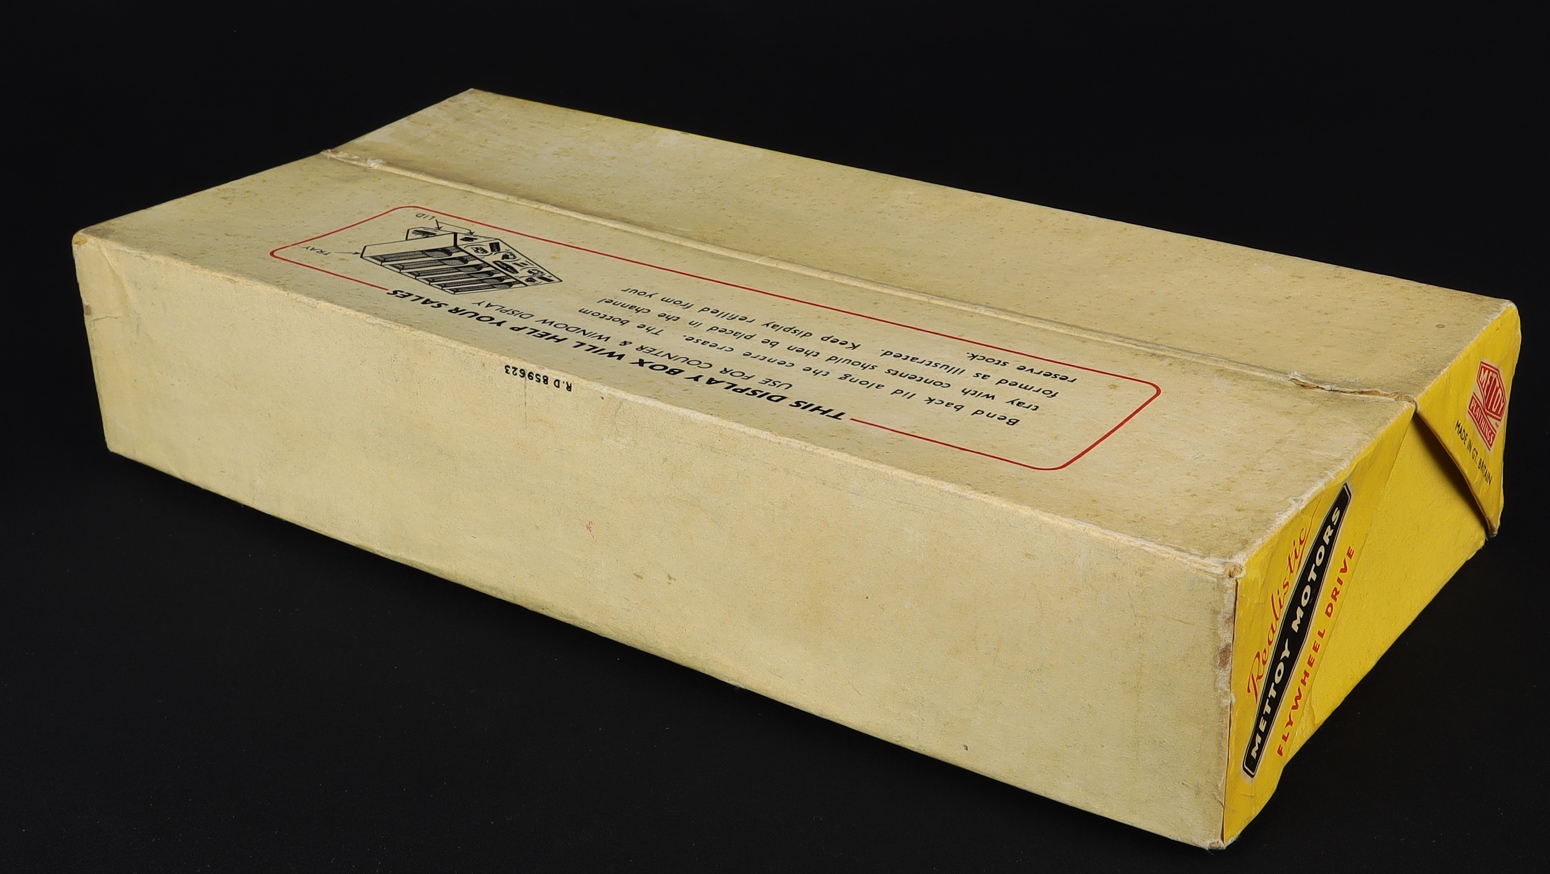 THIS DISPLAY BOX WILL HELP YOUR SALES
USE FOR COUNTER & WINDOW DISPLAY
Bend back lid along the centre crease. The bottom
tray with contents should then be placed in the channel
formed as illustrated. Keep display refilled from your
reserve stock.
TRAY
LID
R.D 859623
Realistic
METTOY MOTORS
FLYWHEEL DRIVE
METTOY
PLAYTHINGS
MADE IN GT. BRITAIN